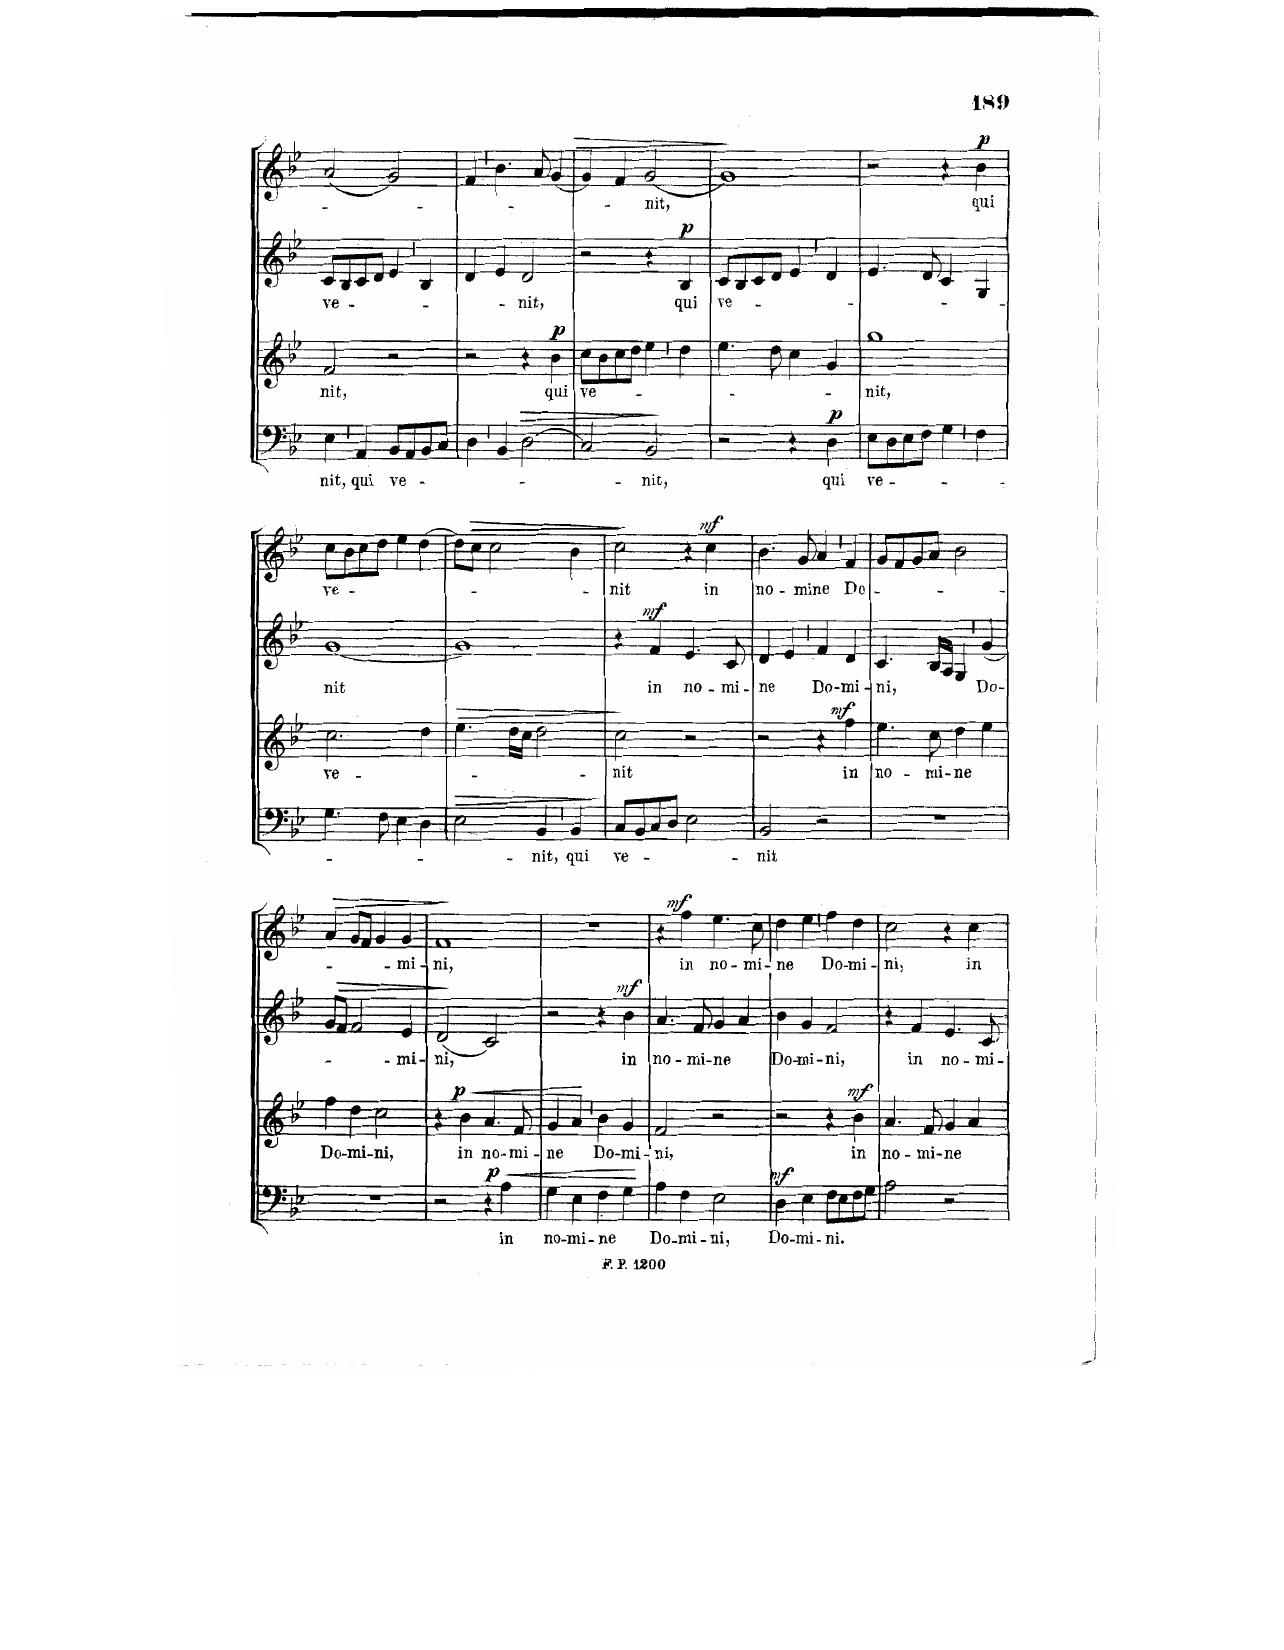 189
p
- - - - nit, qui
p
ve - - - nit, qui ve - - - -
p
nit, qui ve - - - - nit,
p
nit, qui ve - - - - nit, qui ve - - -
mf
ve - - - nit in no - mine Do - - - -
mf
nit in no - mi - ne Do - mi - ni, Do -
mf
ve - - - nit in no - mi - ne
- - - nit, qui ve - - nit
mf
- - - mi - ni, in no - mi - ne Do - mi - ni, in
mf
- - mi - ni, in no - mi - ne Do - mi - ni, in no - mi -
p mf
Do - mi - ni, in no - mi - ne Do - mi - ni, in no - mi - ne
p mf
in no - mi - ne Do - mi - ni, Do - mi - ni.
F. P. 1200